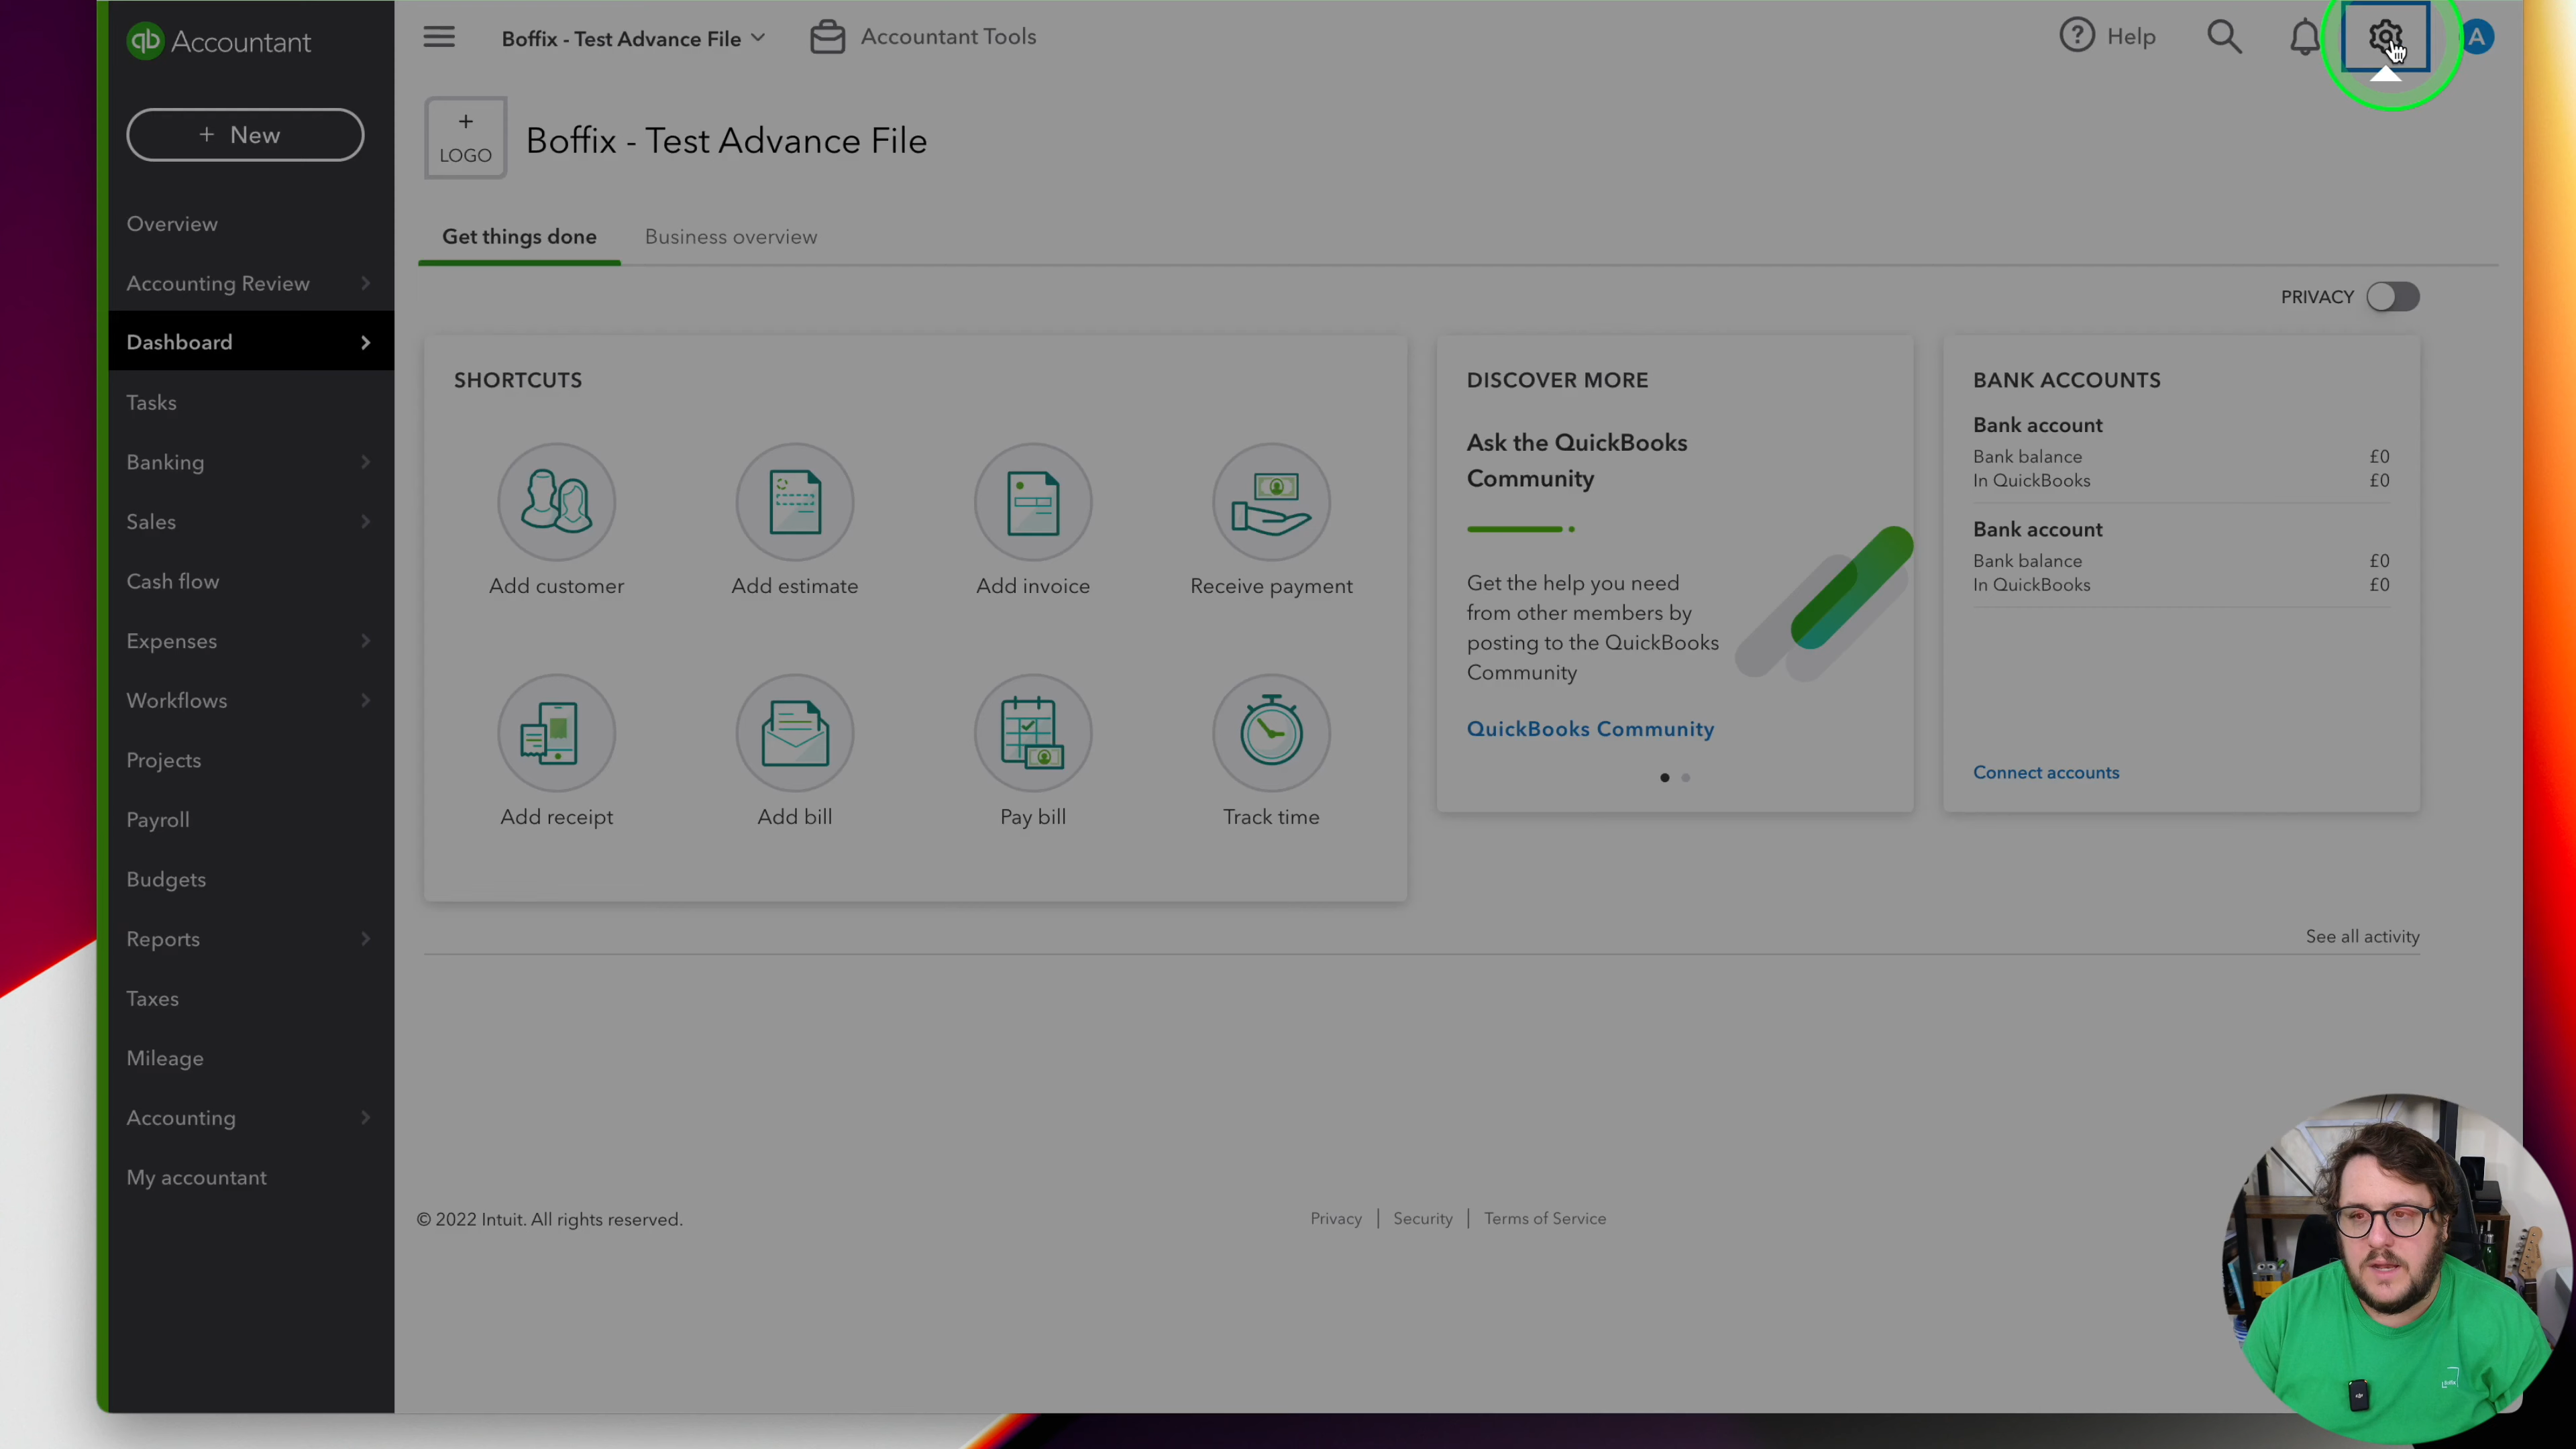 qb Accountant
Boffix - Test Advance File
Accountant Tools
Help
A
+ New
+
LOGO
Boffix - Test Advance File
Overview
Accounting Review
Dashboard
Tasks
Banking
Sales
Cash flow
Expenses
Workflows
Projects
Payroll
Budgets
Reports
Taxes
Mileage
Accounting
My accountant
Get things done
Business overview
PRIVACY
SHORTCUTS
Add customer
Add estimate
Add invoice
Receive payment
Add receipt
Add bill
Pay bill
Track time
DISCOVER MORE
Ask the QuickBooks
Community
Get the help you need
from other members by
posting to the QuickBooks
Community
QuickBooks Community
BANK ACCOUNTS
Bank account
Bank balance £0
In QuickBooks £0
Bank account
Bank balance £0
In QuickBooks £0
Connect accounts
See all activity
© 2022 Intuit. All rights reserved.
Privacy | Security | Terms of Service